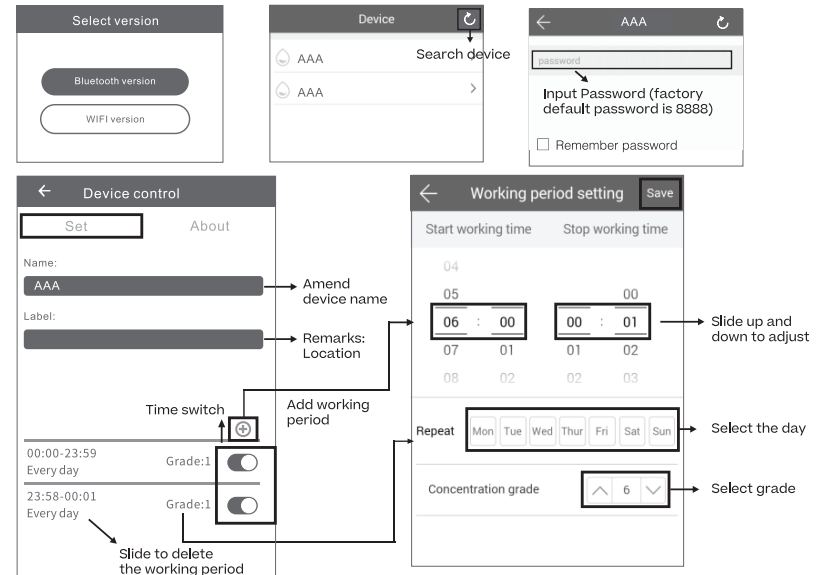 Select version
Bluetooth version
WIFI version
Device
AAA
AAA
Search device
AAA
password
Input Password (factory
default password is 8888)
Remember password
Device control
Set
About
Name:
AAA
Amend
device name
Label:
Remarks:
Location
Time switch
Add working
period
00:00-23:59
Every day
Grade:1
23:58-00:01
Every day
Grade:1
Slide to delete
the working period
Working period setting
Save
Start working time
Stop working time
04
05 00
06 : 00 00 : 01
07 01 01 02
08 02 02 03
Slide up and
down to adjust
Repeat
Mon Tue Wed Thur Fri Sat Sun
Select the day
Concentration grade
6
Select grade